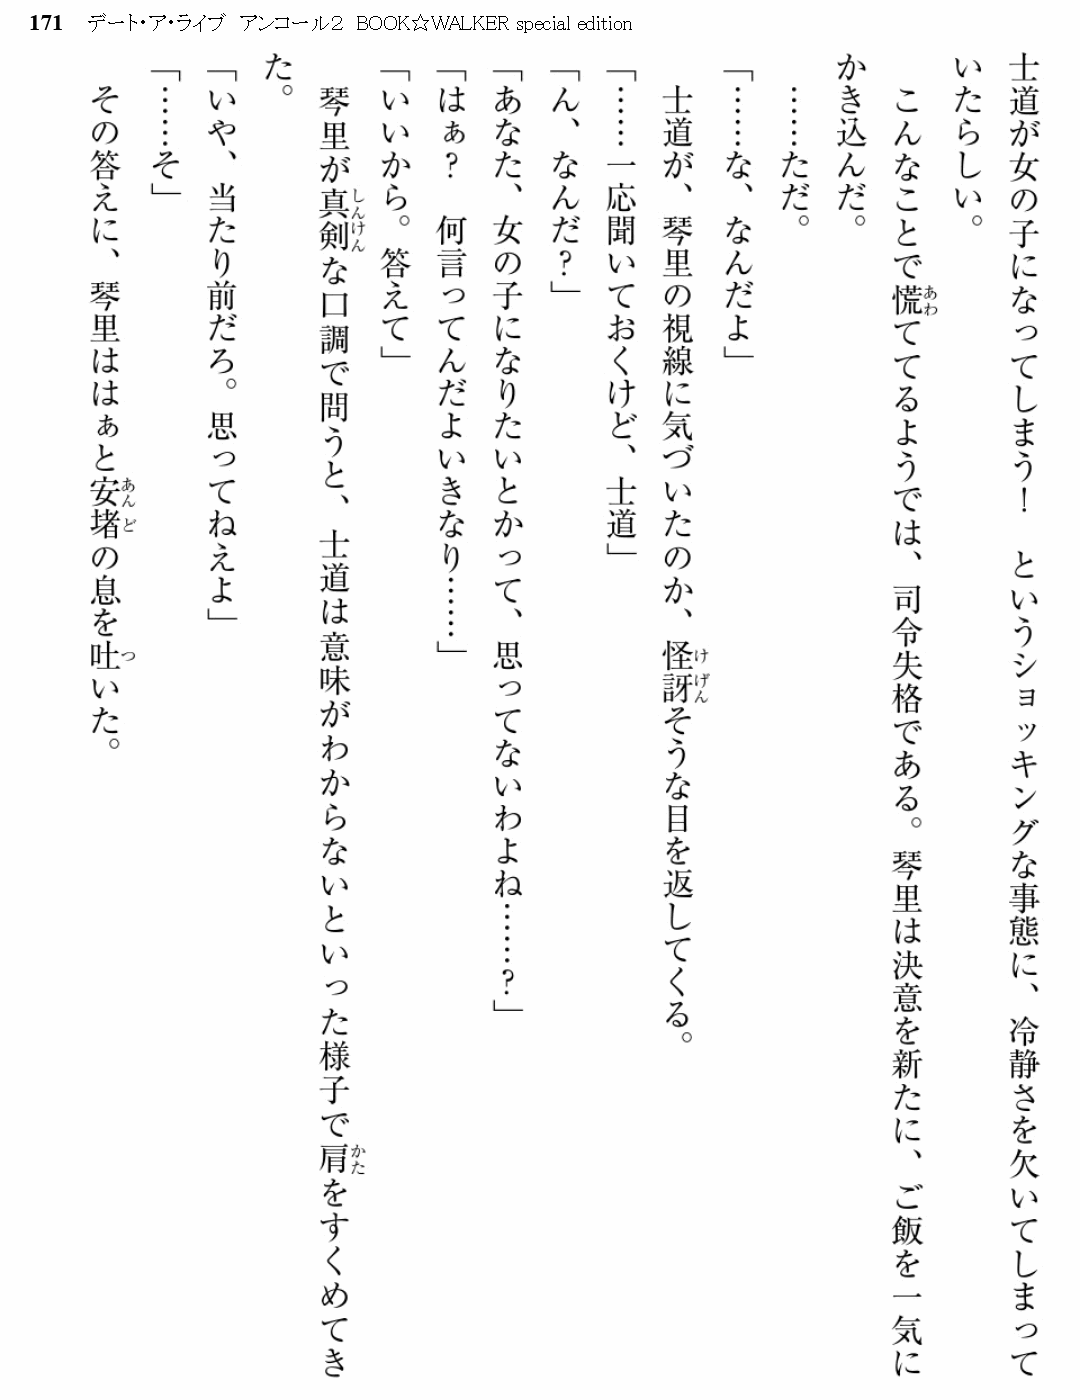 171 デート・ア・ライブ アンコール2 BOOK☆WALKER special edition
士道が女の子になってしまう！　というショッキングな事態に、冷静さを欠いてしまって
いたらしい。
　こんなことで慌ててるようでは、司令失格である。琴里は決意を新たに、ご飯を一気に
かき込んだ。
　……ただ。
「……な、なんだよ」
　士道が、琴里の視線に気づいたのか、怪訝そうな目を返してくる。
「……一応聞いておくけど、士道」
「ん、なんだ？」
「あなた、女の子になりたいとかって、思ってないわよね……？」
「はぁ？　何言ってんだよいきなり……」
「いいから。答えて」
　琴里が真剣な口調で問うと、士道は意味がわからないといった様子で肩をすくめてき
た。
「いや、当たり前だろ。思ってねえよ」
「……そ」
　その答えに、琴里ははぁと安堵の息を吐いた。